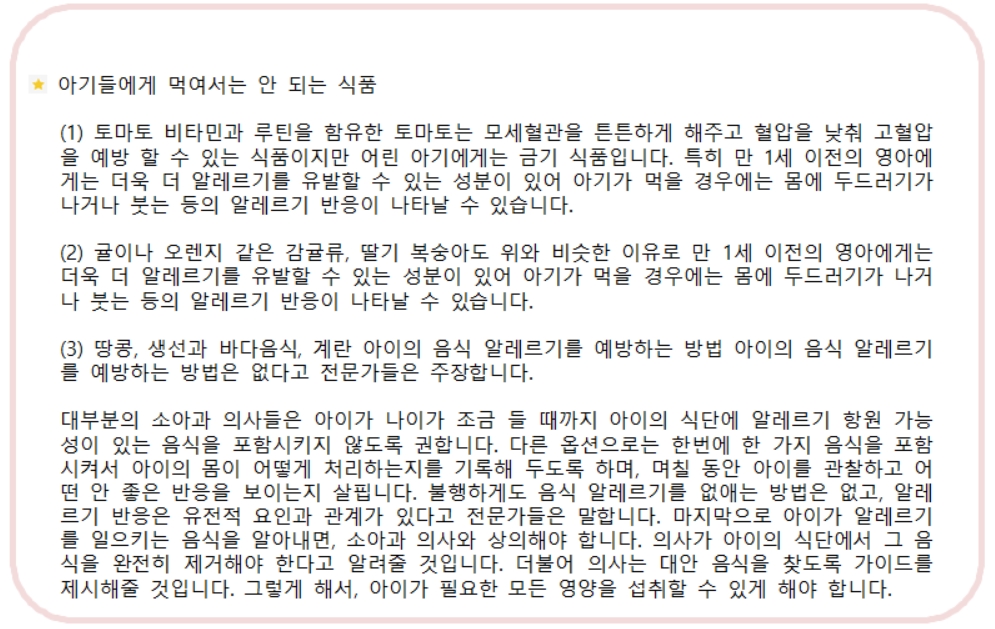 아기들에게 먹여서는 안 되는 식품
(1) 토마토 비타민과 루틴을 함유한 토마토는 모세혈관을 튼튼하게 해주고 혈압을 낮춰 고혈압
을 예방 할 수 있는 식품이지만 어린 아기에게는 금기 식품입니다. 특히 만 1세 이전의 영아에
게는 더욱 더 알레르기를 유발할 수 있는 성분이 있어 아기가 먹을 경우에는 몸에 두드러기가
나거나 붓는 등의 알레르기 반응이 나타날 수 있습니다.
(2) 귤이나 오렌지 같은 감귤류, 딸기 복숭아도 위와 비슷한 이유로 만 1세 이전의 영아에게는
더욱 더 알레르기를 유발할 수 있는 성분이 있어 아기가 먹을 경우에는 몸에 두드러기가 나거
나 붓는 등의 알레르기 반응이 나타날 수 있습니다.
(3) 땅콩, 생선과 바다음식, 계란 아이의 음식 알레르기를 예방하는 방법 아이의 음식 알레르기
를 예방하는 방법은 없다고 전문가들은 주장합니다.
대부분의 소아과 의사들은 아이가 나이가 조금 들 때까지 아이의 식단에 알레르기 항원 가능
성이 있는 음식을 포함시키지 않도록 권합니다. 다른 옵션으로는 한번에 한 가지 음식을 포함
시켜서 아이의 몸이 어떻게 처리하는지를 기록해 두도록 하며, 며칠 동안 아이를 관찰하고 어
떤 안 좋은 반응을 보이는지 살핍니다. 불행하게도 음식 알레르기를 없애는 방법은 없고, 알레
르기 반응은 유전적 요인과 관계가 있다고 전문가들은 말합니다. 마지막으로 아이가 알레르기
를 일으키는 음식을 알아내면, 소아과 의사와 상의해야 합니다. 의사가 아이의 식단에서 그 음
식을 완전히 제거해야 한다고 알려줄 것입니다. 더불어 의사는 대안 음식을 찾도록 가이드를
제시해줄 것입니다. 그렇게 해서, 아이가 필요한 모든 영양을 섭취할 수 있게 해야 합니다.